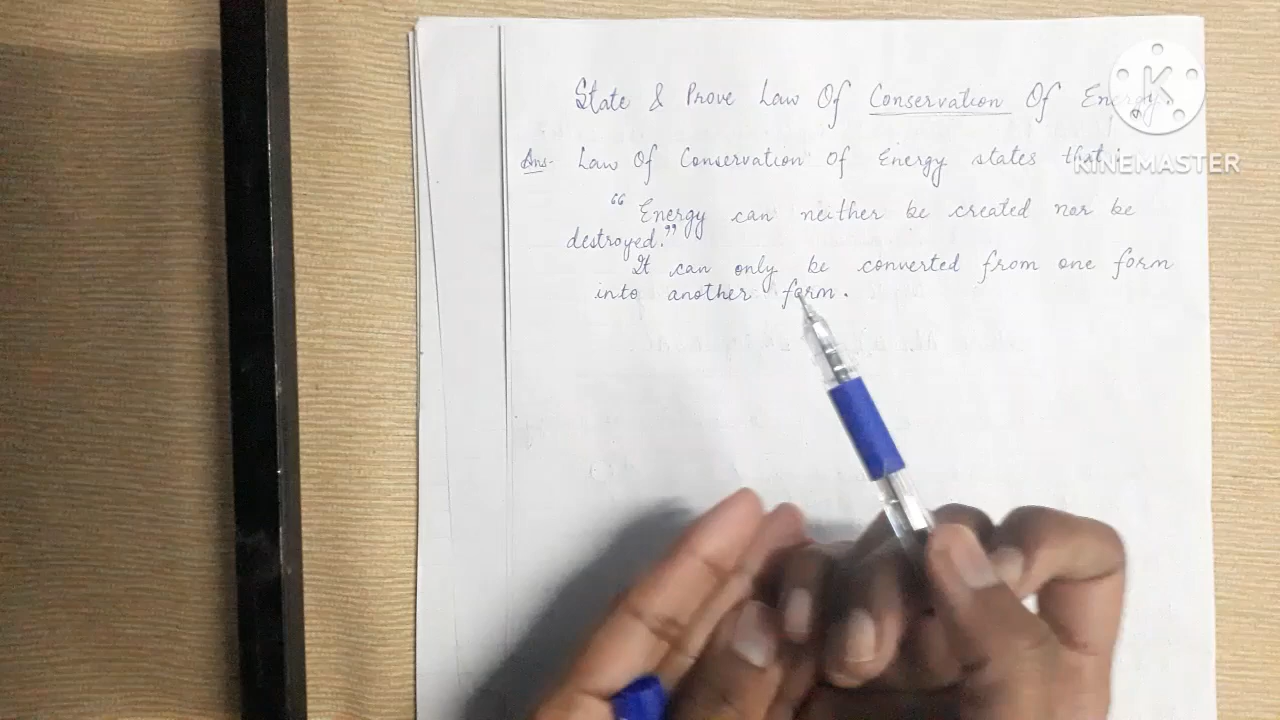 State & Prove Law Of Conservation Of Energy.
Ans- Law Of Conservation Of Energy states that :
“ Energy can neither be created nor be
destroyed.”
It can only be converted from one form
into another form.
K
KINEMASTER